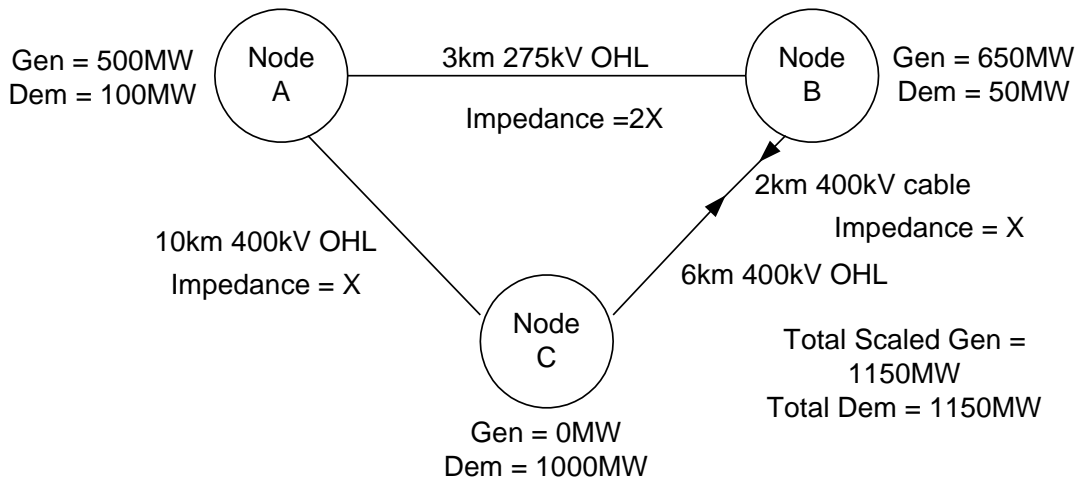 Gen = 500MW
Dem = 100MW
Node
A
3km 275kV OHL
Impedance =2X
Node
B
Gen = 650MW
Dem = 50MW
2km 400kV cable
Impedance = X
10km 400kV OHL
Impedance = X
6km 400kV OHL
Node
C
Gen = 0MW
Dem = 1000MW
Total Scaled Gen =
1150MW
Total Dem = 1150MW